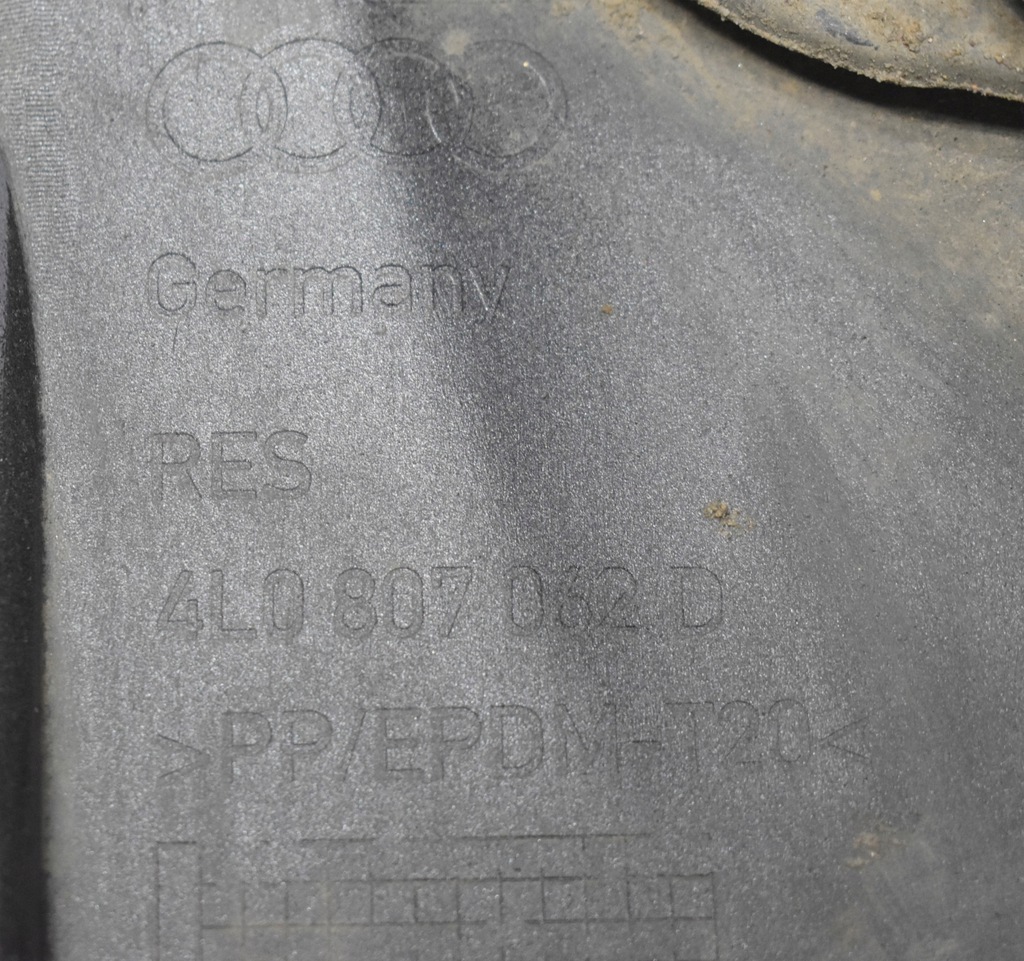 Germany
RES
4L0 807 062 D
>PP/EPDM-T20<